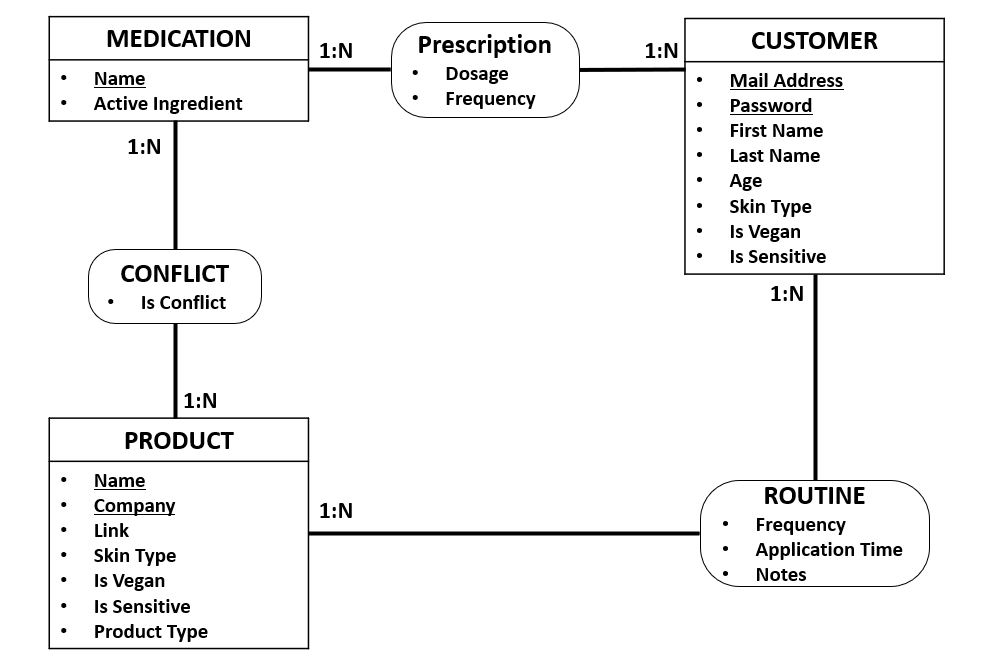 MEDICATION
• Name
• Active Ingredient
1:N
Prescription
• Dosage
• Frequency
1:N
CUSTOMER
• Mail Address
• Password
• First Name
• Last Name
• Age
• Skin Type
• Is Vegan
• Is Sensitive
1:N
CONFLICT
• Is Conflict
1:N
1:N
PRODUCT
• Name
• Company
• Link
• Skin Type
• Is Vegan
• Is Sensitive
• Product Type
1:N
ROUTINE
• Frequency
• Application Time
• Notes